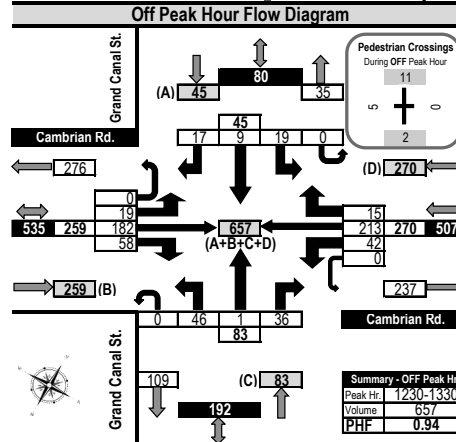 Off Peak Hour Flow Diagram
Grand Canal St.
80
(A) 45 35
Pedestrian Crossings
During OFF Peak Hour
11
5 0
2
45
17 9 19 0
Cambrian Rd.
276
(D) 270
0
19
535 259 182
58
657
(A+B+C+D)
15
213 270 507
42
0
259 (B)
237
0 46 1 36
83
Cambrian Rd.
Grand Canal St.
109
(C) 83
192
Summary - OFF Peak Hr
Peak Hr. 1230-1330
Volume 657
PHF 0.94